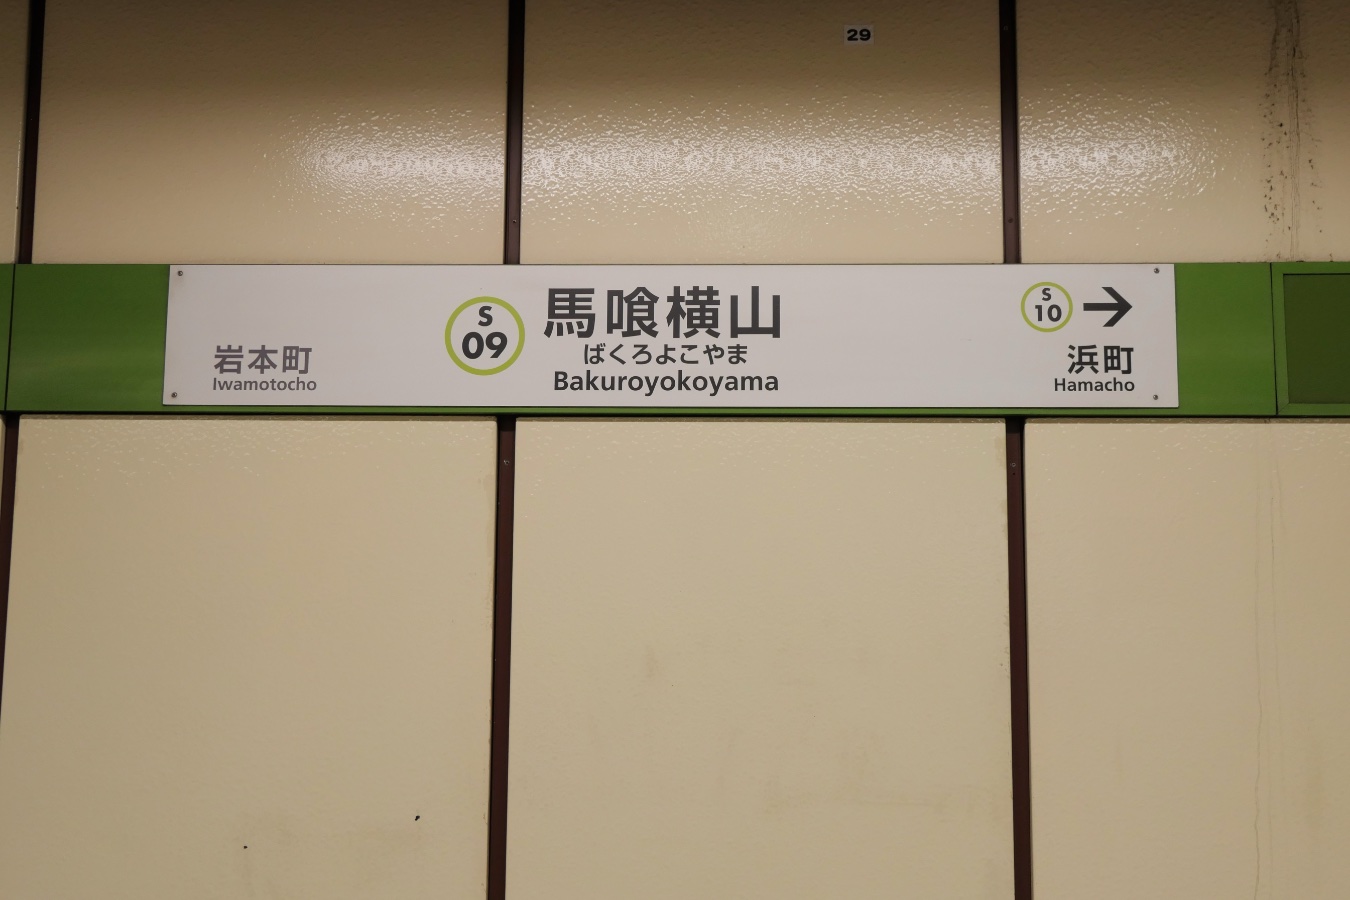 29
S
09
馬喰横山
ばくろよこやま
Bakuroyokoyama
岩本町
Iwamotocho
S
10
→
浜町
Hamacho